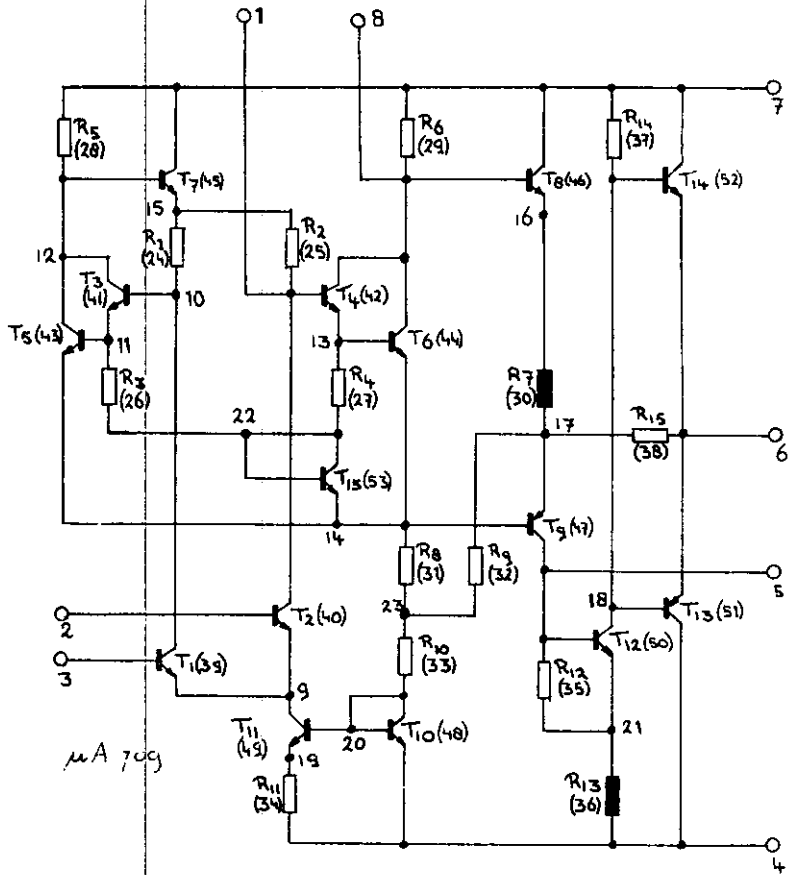 1
8
7
R5
(28)
R6
(29)
R14
(37)
T7(45)
T8(46)
T14(52)
15
16
12
R1
(24)
R2
(25)
T3
(41)
10
T4(42)
T5(43)
11
13
T6(44)
R3
(26)
R4
(27)
R7
(30)
22
17
R15
(38)
6
T15(53)
14
T9(47)
R8
(31)
R9
(32)
5
2
T2(40)
23
18
T13(51)
T12(50)
3
T1(39)
R10
(33)
R12
(35)
9
T11
(49)
20
T10(48)
21
μA 709
19
R11
(34)
R13
(36)
4